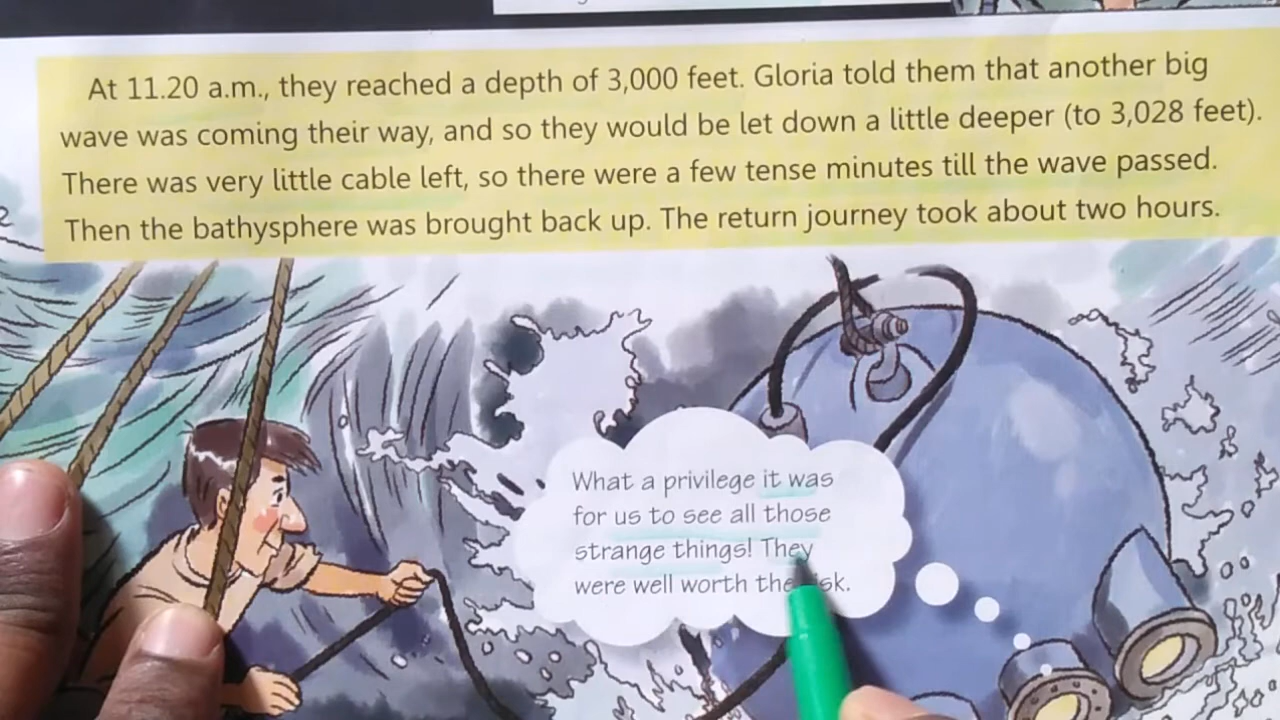 At 11.20 a.m., they reached a depth of 3,000 feet. Gloria told them that another big
wave was coming their way, and so they would be let down a little deeper (to 3,028 feet).
There was very little cable left, so there were a few tense minutes till the wave passed.
Then the bathysphere was brought back up. The return journey took about two hours.
What a privilege it was
for us to see all those
strange things! They
were well worth the